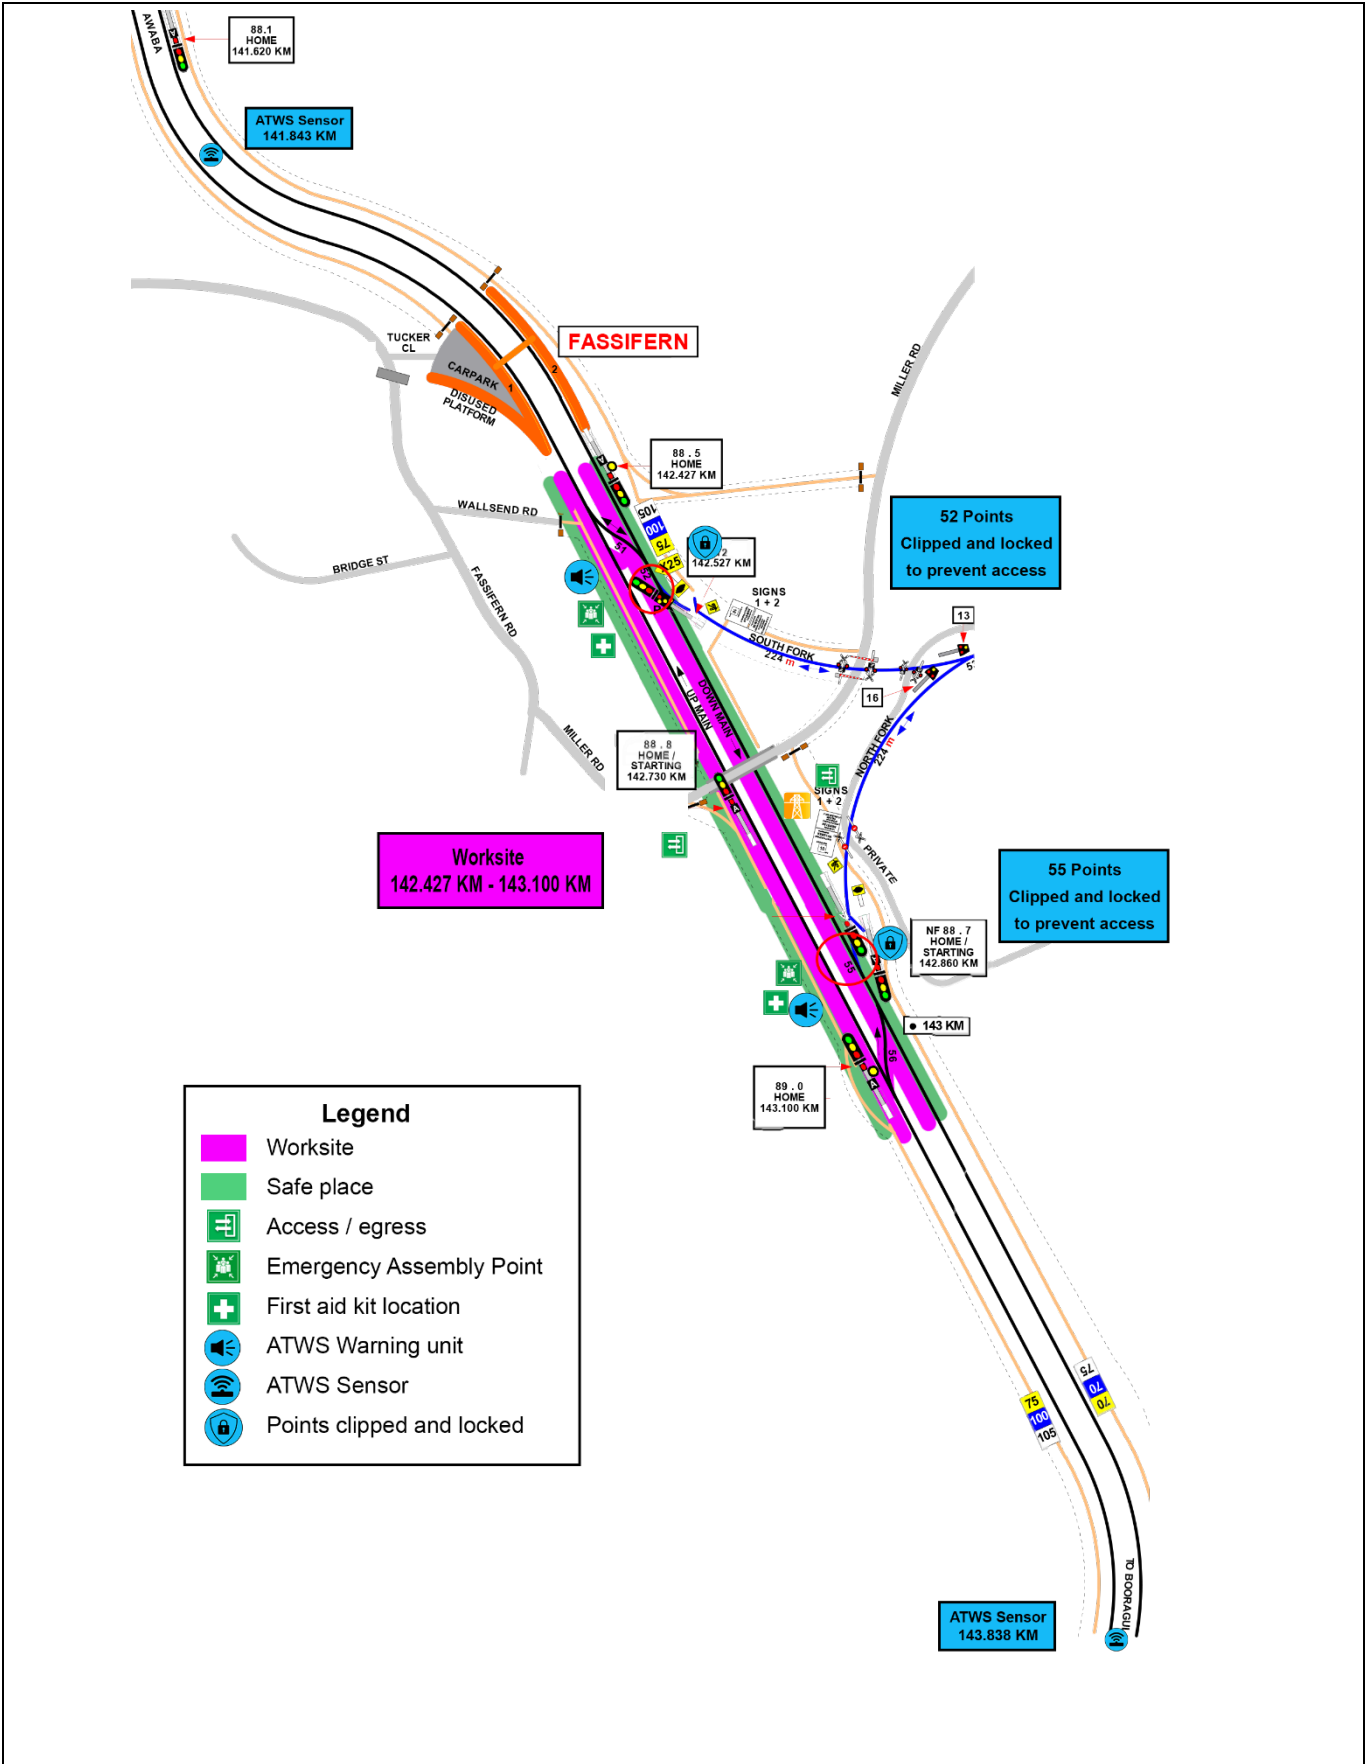 AWABA
88.1
HOME
141.620 KM
ATWS Sensor
141.843 KM
FASSIFERN
TUCKER
CL
CARPARK
1
2
DISUSED
PLATFORM
MILLER RD
88 . 5
HOME
142.427 KM
WALLSEND RD
BRIDGE ST
FASSIFERN RD
MILLER RD
105
100
75
X25
142.527 KM
51
52
52 Points
Clipped and locked
to prevent access
SIGNS
1 + 2
SOUTH FORK
224 m
13
16
NORTH FORK
224 m
DOWN MAIN
UP MAIN
88 . 8
HOME /
STARTING
142.730 KM
SIGNS
1 + 2
PRIVATE
Worksite
142.427 KM - 143.100 KM
55 Points
Clipped and locked
to prevent access
NF 88 . 7
HOME /
STARTING
142.860 KM
55
143 KM
56
89 . 0
HOME
143.100 KM
Legend
Worksite
Safe place
Access / egress
Emergency Assembly Point
First aid kit location
ATWS Warning unit
ATWS Sensor
Points clipped and locked
75
70
70
75
100
105
TO BOORAGUL
ATWS Sensor
143.838 KM